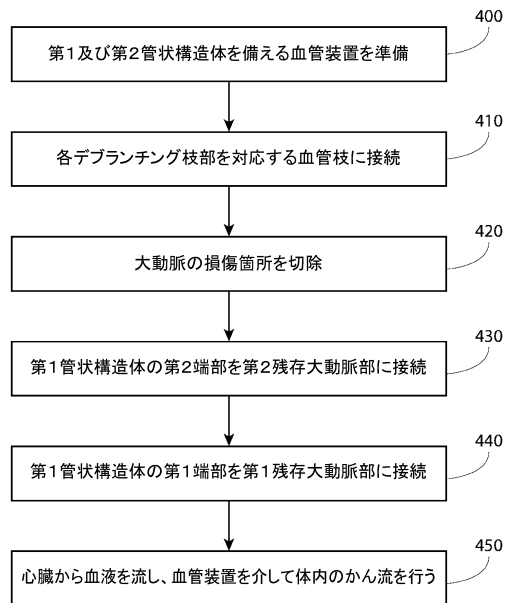 400
第１及び第２管状構造体を備える血管装置を準備
410
各デブランチング枝部を対応する血管枝に接続
420
大動脈の損傷箇所を切除
430
第１管状構造体の第２端部を第２残存大動脈部に接続
440
第１管状構造体の第１端部を第１残存大動脈部に接続
450
心臓から血液を流し、血管装置を介して体内のかん流を行う